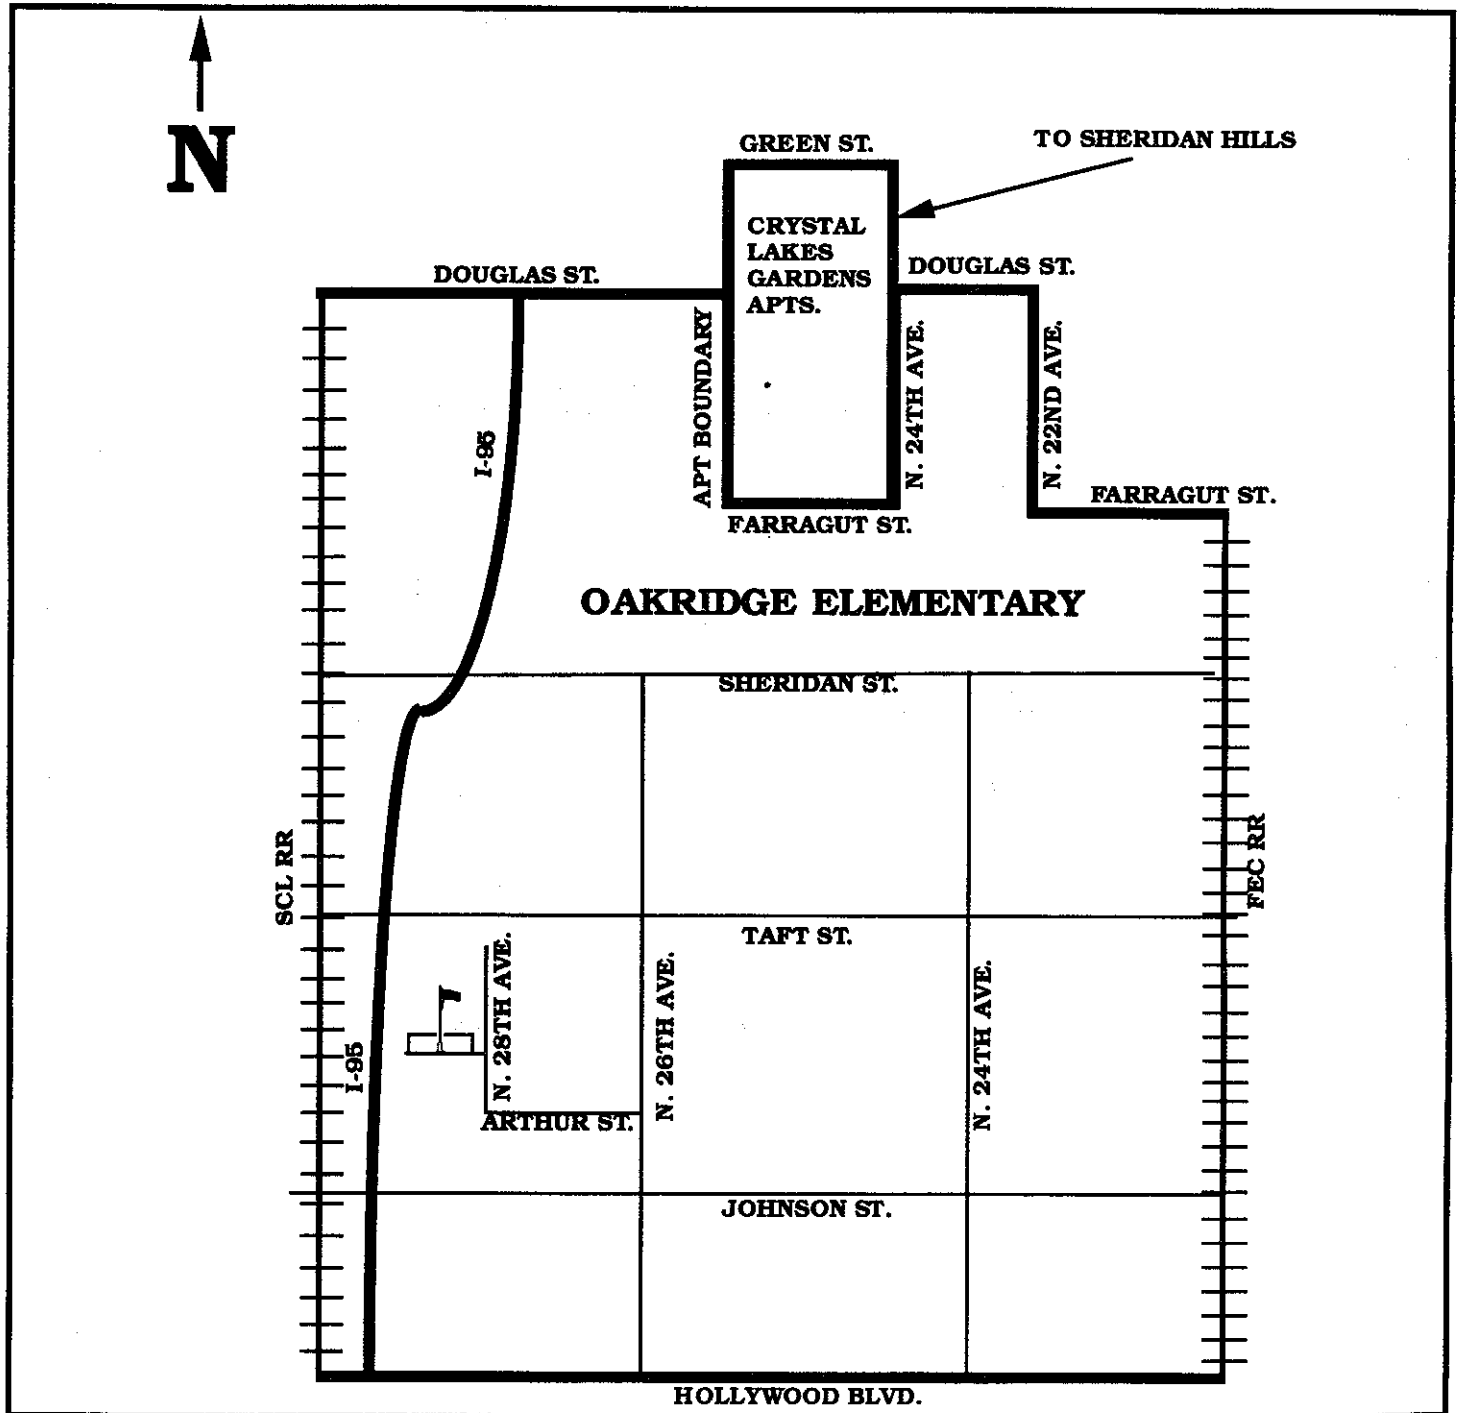 N
GREEN ST.
TO SHERIDAN HILLS
CRYSTAL
LAKES
GARDENS
APTS.
DOUGLAS ST.
DOUGLAS ST.
APT BOUNDARY
N. 24TH AVE.
N. 22ND AVE.
I-95
FARRAGUT ST.
FARRAGUT ST.
OAKRIDGE ELEMENTARY
SHERIDAN ST.
SCL RR
FEC RR
TAFT ST.
N. 28TH AVE.
N. 26TH AVE.
N. 24TH AVE.
I-95
ARTHUR ST.
JOHNSON ST.
HOLLYWOOD BLVD.